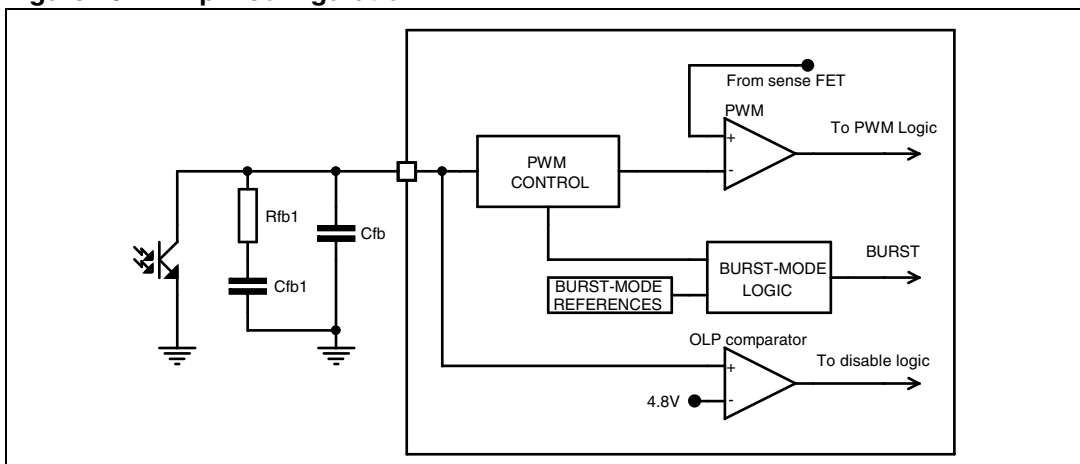 From sense FET
PWM
+
-
To PWM Logic
PWM
CONTROL
Rfb1
Cfb
Cfb1
BURST-MODE
LOGIC
BURST
BURST-MODE
REFERENCES
OLP comparator
+
-
To disable logic
4.8V